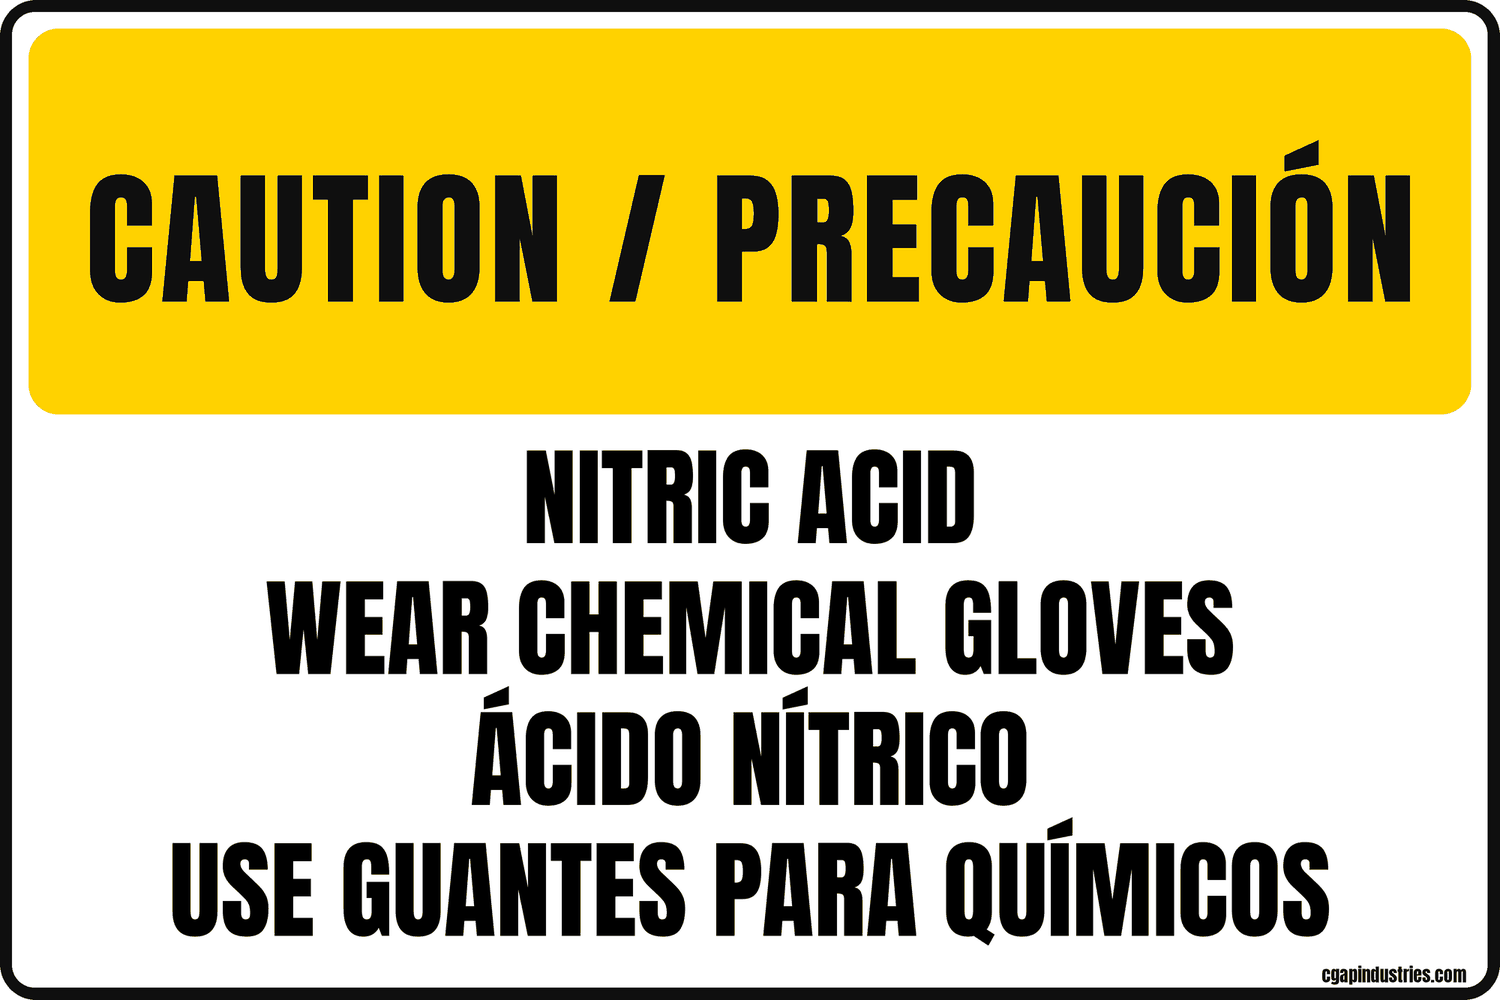 CAUTION / PRECAUCIÓN
NITRIC ACID
WEAR CHEMICAL GLOVES
ÁCIDO NÍTRICO
USE GUANTES PARA QUÍMICOS
cgapindustries.com